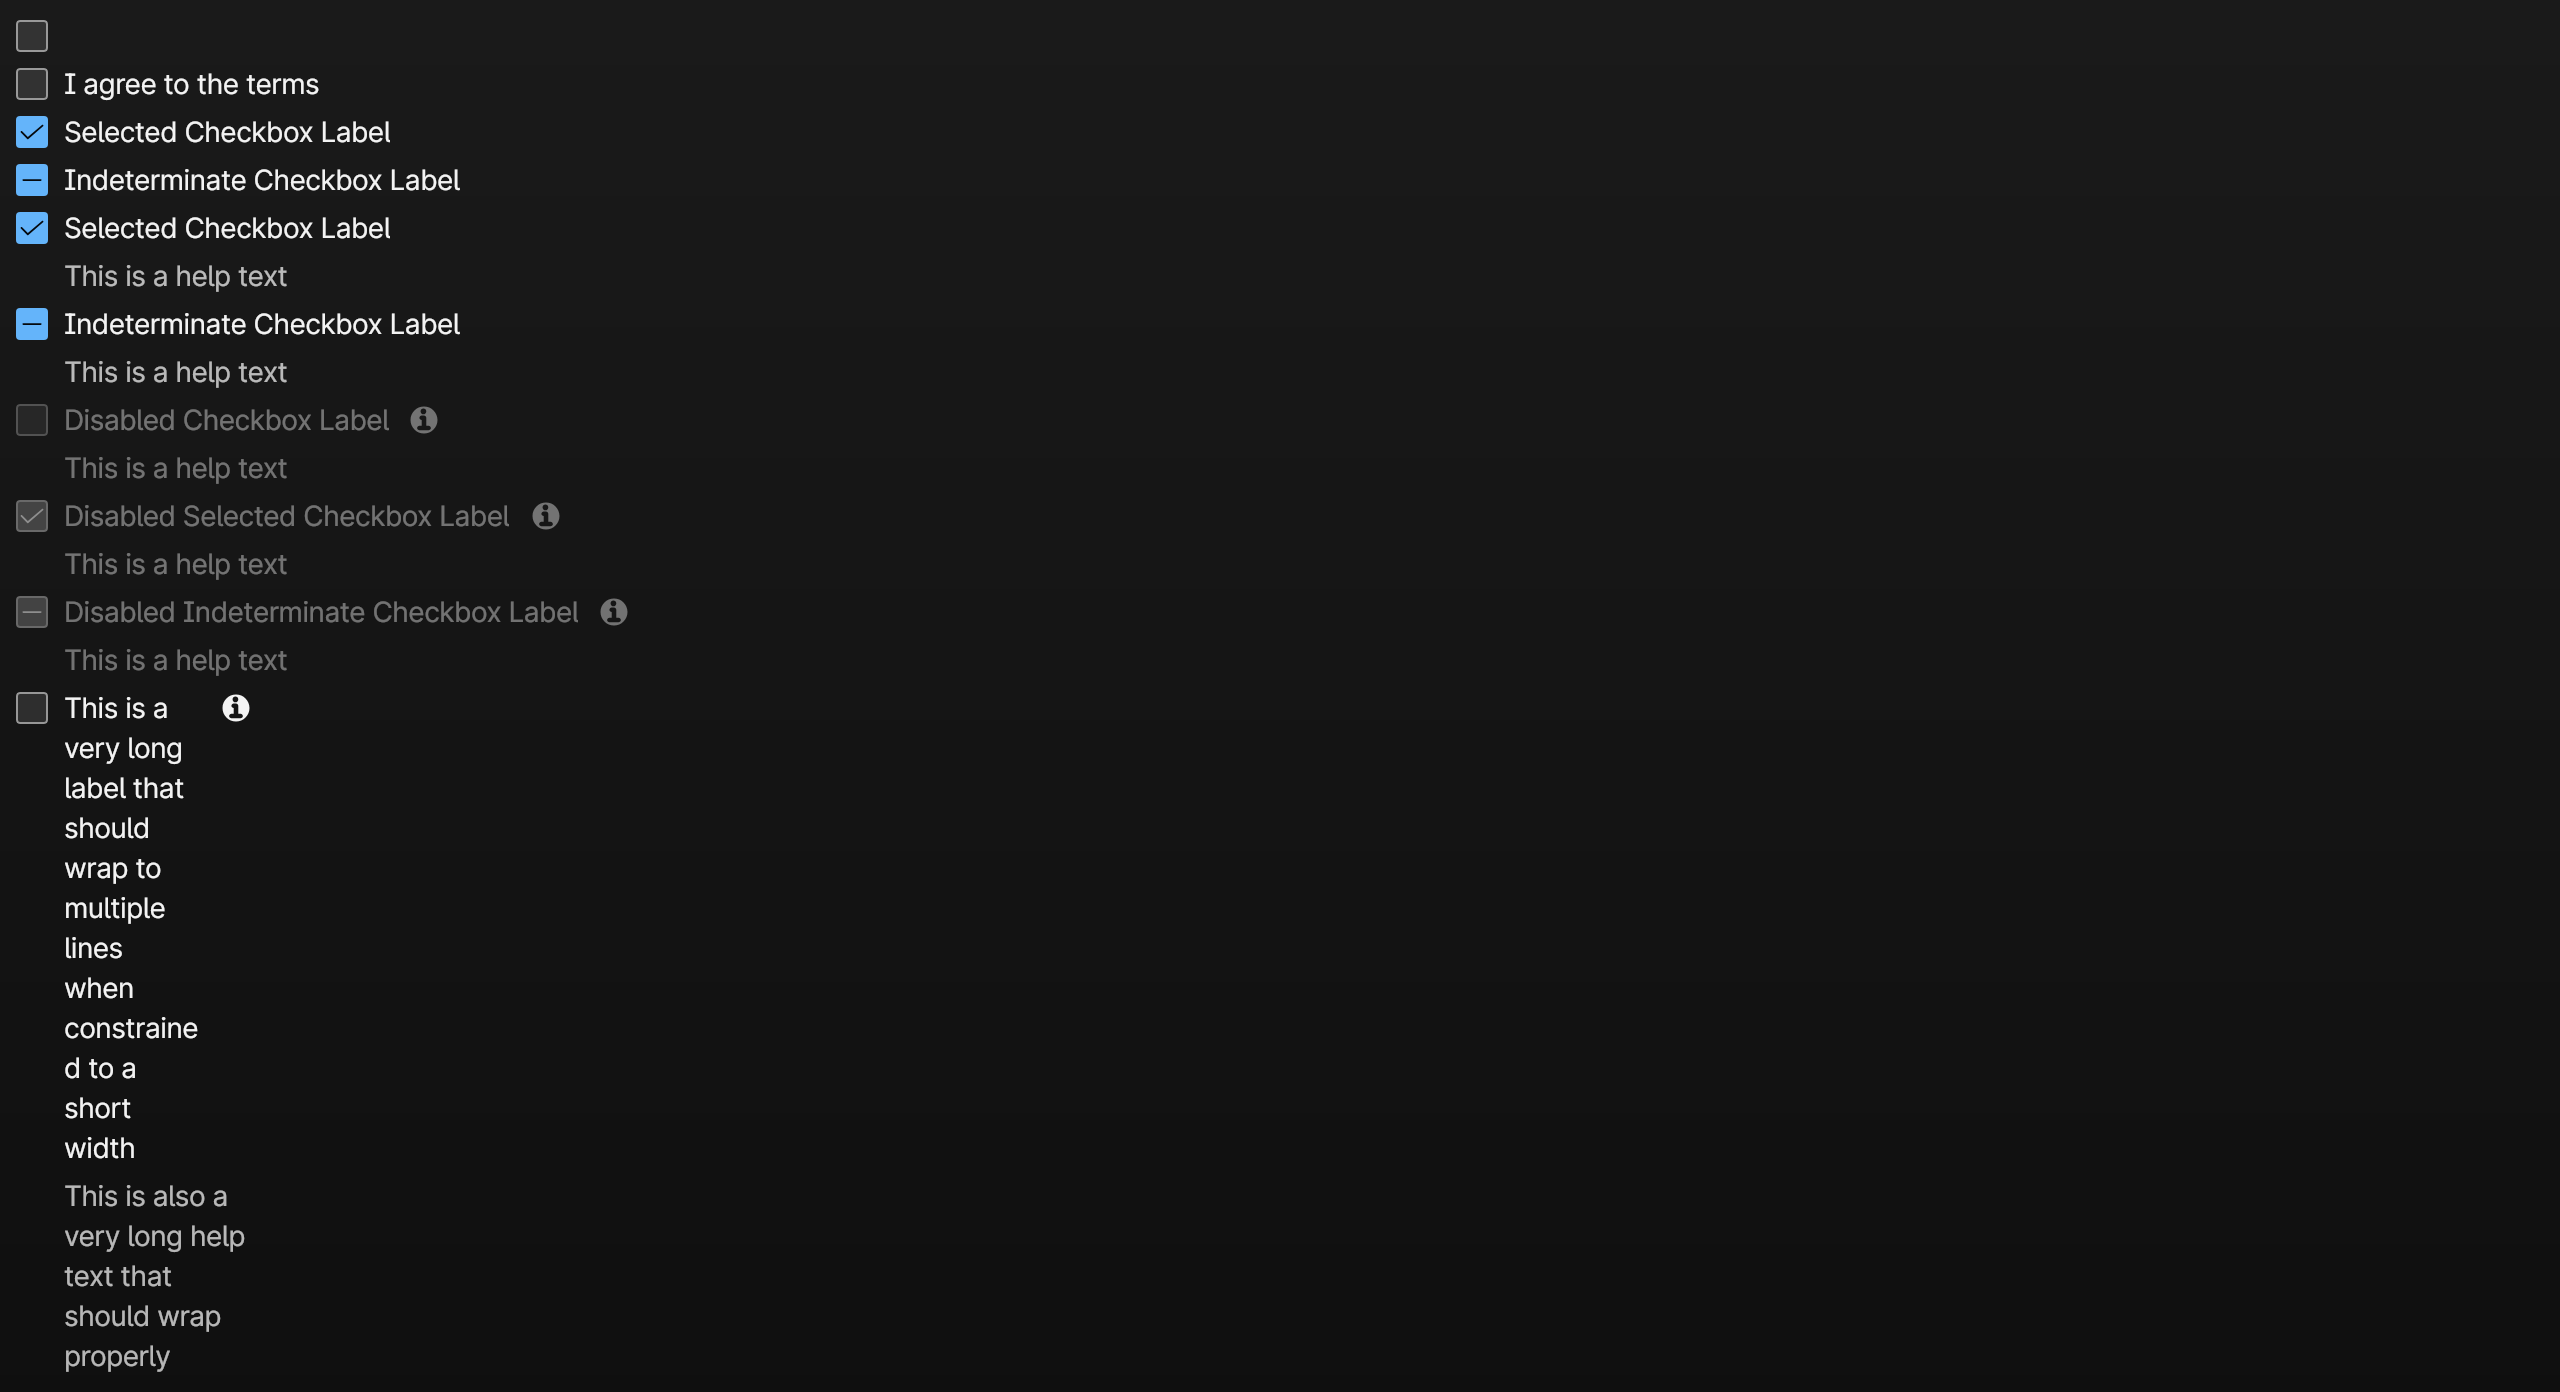 I agree to the terms
Selected Checkbox Label
Indeterminate Checkbox Label
Selected Checkbox Label
This is a help text
Indeterminate Checkbox Label
This is a help text
Disabled Checkbox Label
This is a help text
Disabled Selected Checkbox Label
This is a help text
Disabled Indeterminate Checkbox Label
This is a help text
This is a
very long
label that
should
wrap to
multiple
lines
when
constraine
d to a
short
width
This is also a
very long help
text that
should wrap
properly